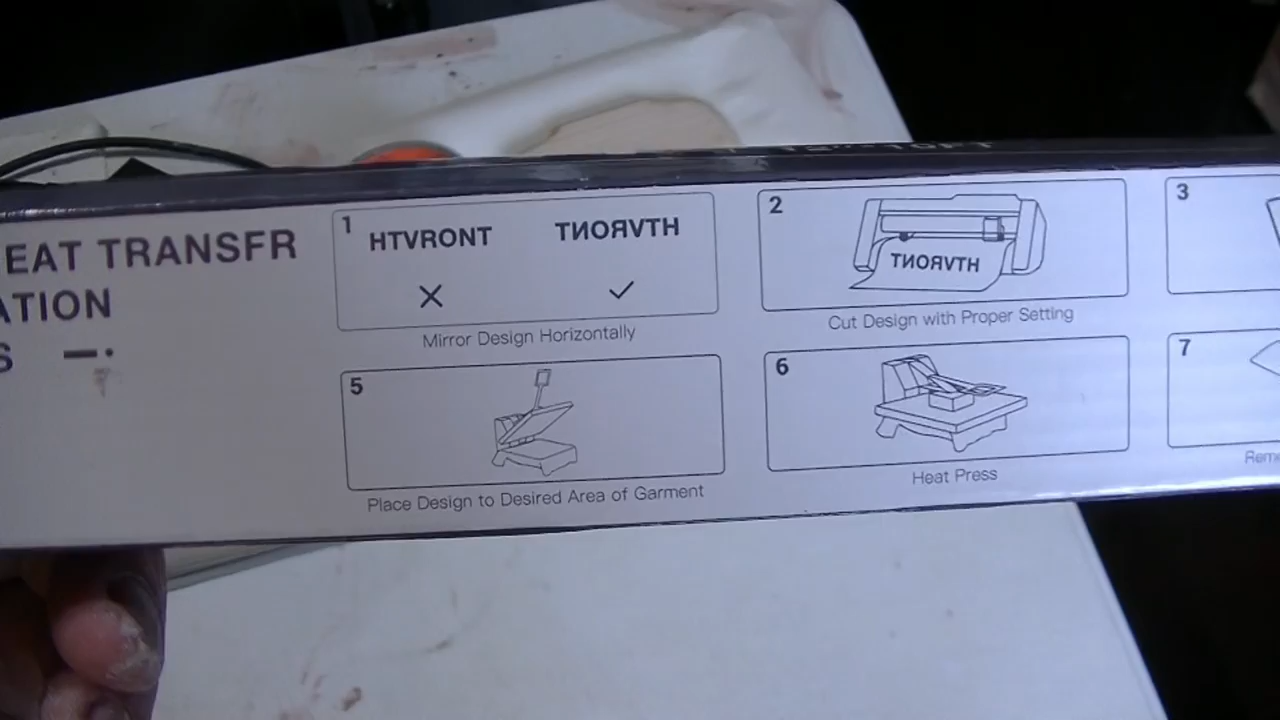 EAT TRANSFR
ATION
S
1
HTVRONT
TИOЯVTH
Mirror Design Horizontally
2
TИOЯVTH
Cut Design with Proper Setting
3
5
Place Design to Desired Area of Garment
6
Heat Press
7
Rem